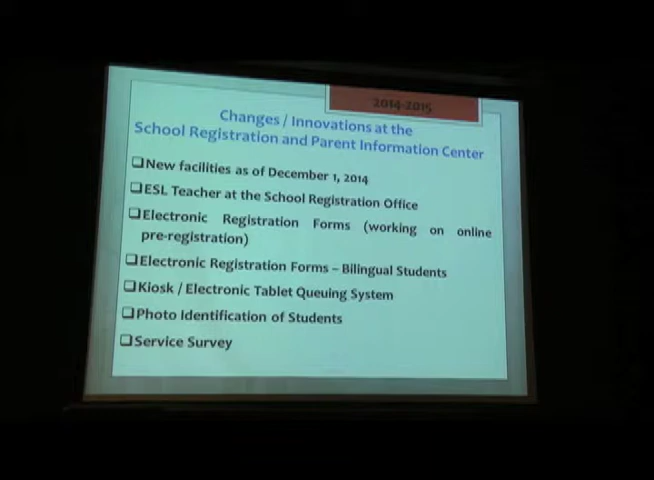 2014-2015
Changes / Innovations at the
School Registration and Parent Information Center
❑New facilities as of December 1, 2014
❑ESL Teacher at the School Registration Office
❑Electronic Registration Forms (working on online
pre-registration)
❑Electronic Registration Forms – Bilingual Students
❑Kiosk / Electronic Tablet Queuing System
❑Photo Identification of Students
❑Service Survey